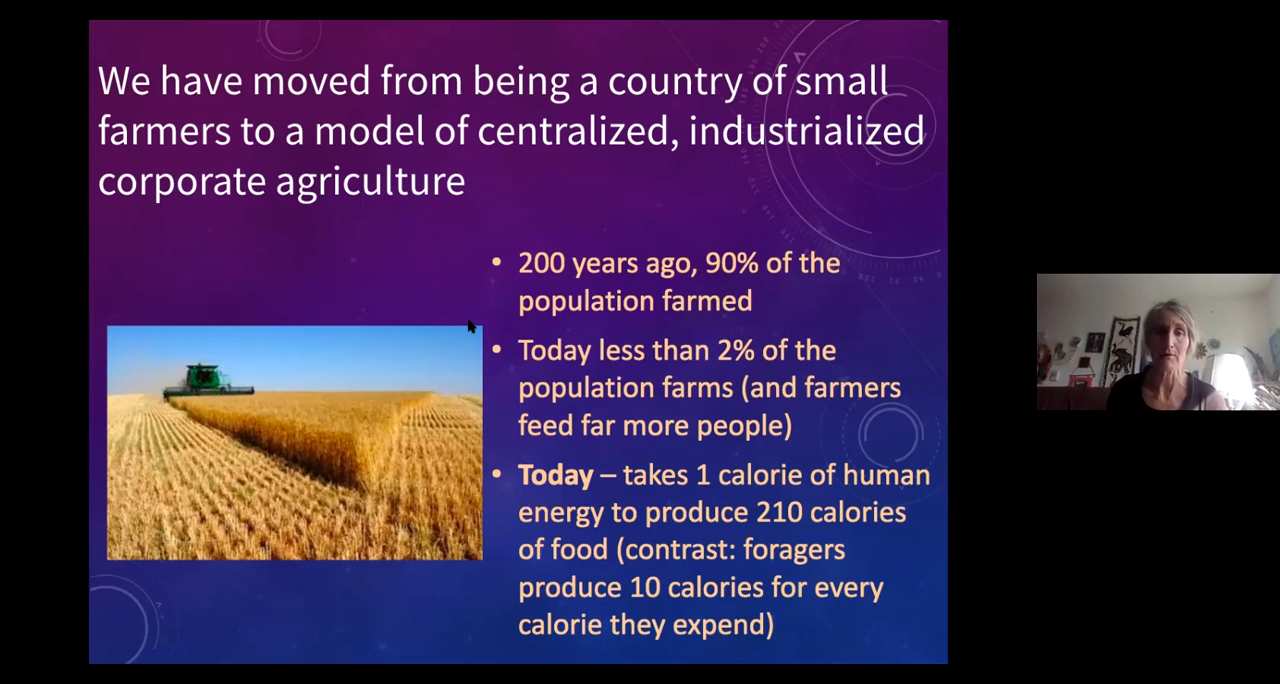 We have moved from being a country of small
farmers to a model of centralized, industrialized
corporate agriculture
• 200 years ago, 90% of the
population farmed
• Today less than 2% of the
population farms (and farmers
feed far more people)
• Today – takes 1 calorie of human
energy to produce 210 calories
of food (contrast: foragers
produce 10 calories for every
calorie they expend)